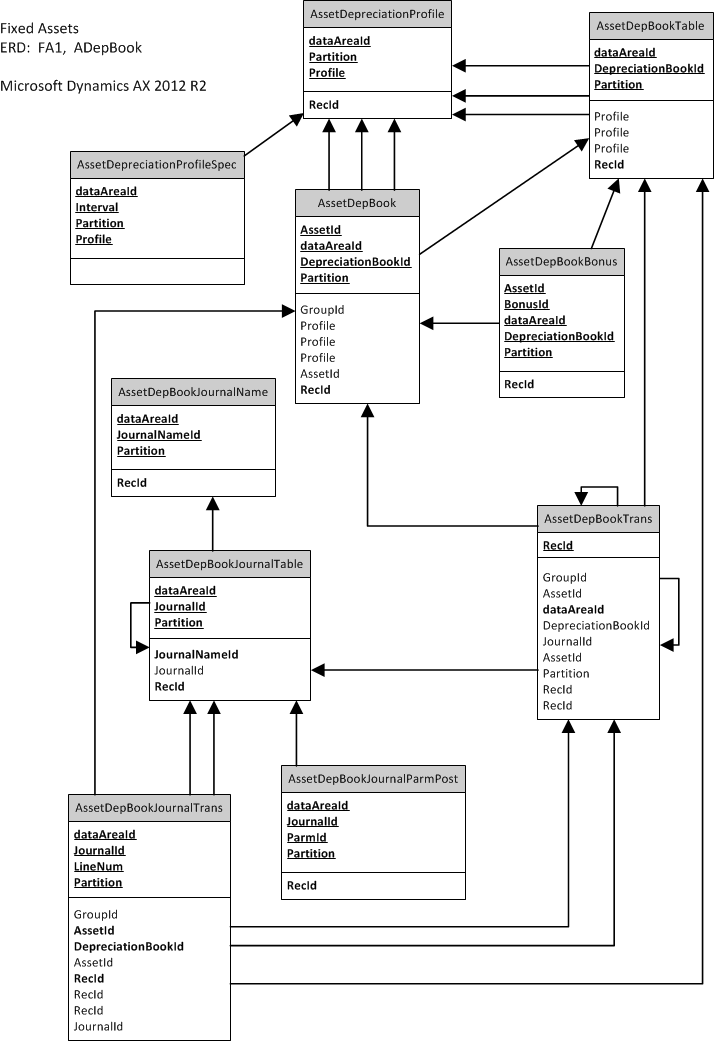 Fixed Assets
ERD:  FA1,  ADepBook
Microsoft Dynamics AX 2012 R2
AssetDepreciationProfile
dataAreaId
Partition
Profile
RecId
AssetDepBookTable
dataAreaId
DepreciationBookId
Partition
Profile
Profile
Profile
RecId
AssetDepreciationProfileSpec
dataAreaId
Interval
Partition
Profile
AssetDepBook
AssetId
dataAreaId
DepreciationBookId
Partition
GroupId
Profile
Profile
Profile
AssetId
RecId
AssetDepBookBonus
AssetId
BonusId
dataAreaId
DepreciationBookId
Partition
RecId
AssetDepBookJournalName
dataAreaId
JournalNameId
Partition
RecId
AssetDepBookTrans
RecId
GroupId
AssetId
dataAreaId
DepreciationBookId
JournalId
AssetId
Partition
RecId
RecId
AssetDepBookJournalTable
dataAreaId
JournalId
Partition
JournalNameId
JournalId
RecId
AssetDepBookJournalParmPost
dataAreaId
JournalId
ParmId
Partition
RecId
AssetDepBookJournalTrans
dataAreaId
JournalId
LineNum
Partition
GroupId
AssetId
DepreciationBookId
AssetId
RecId
RecId
RecId
JournalId